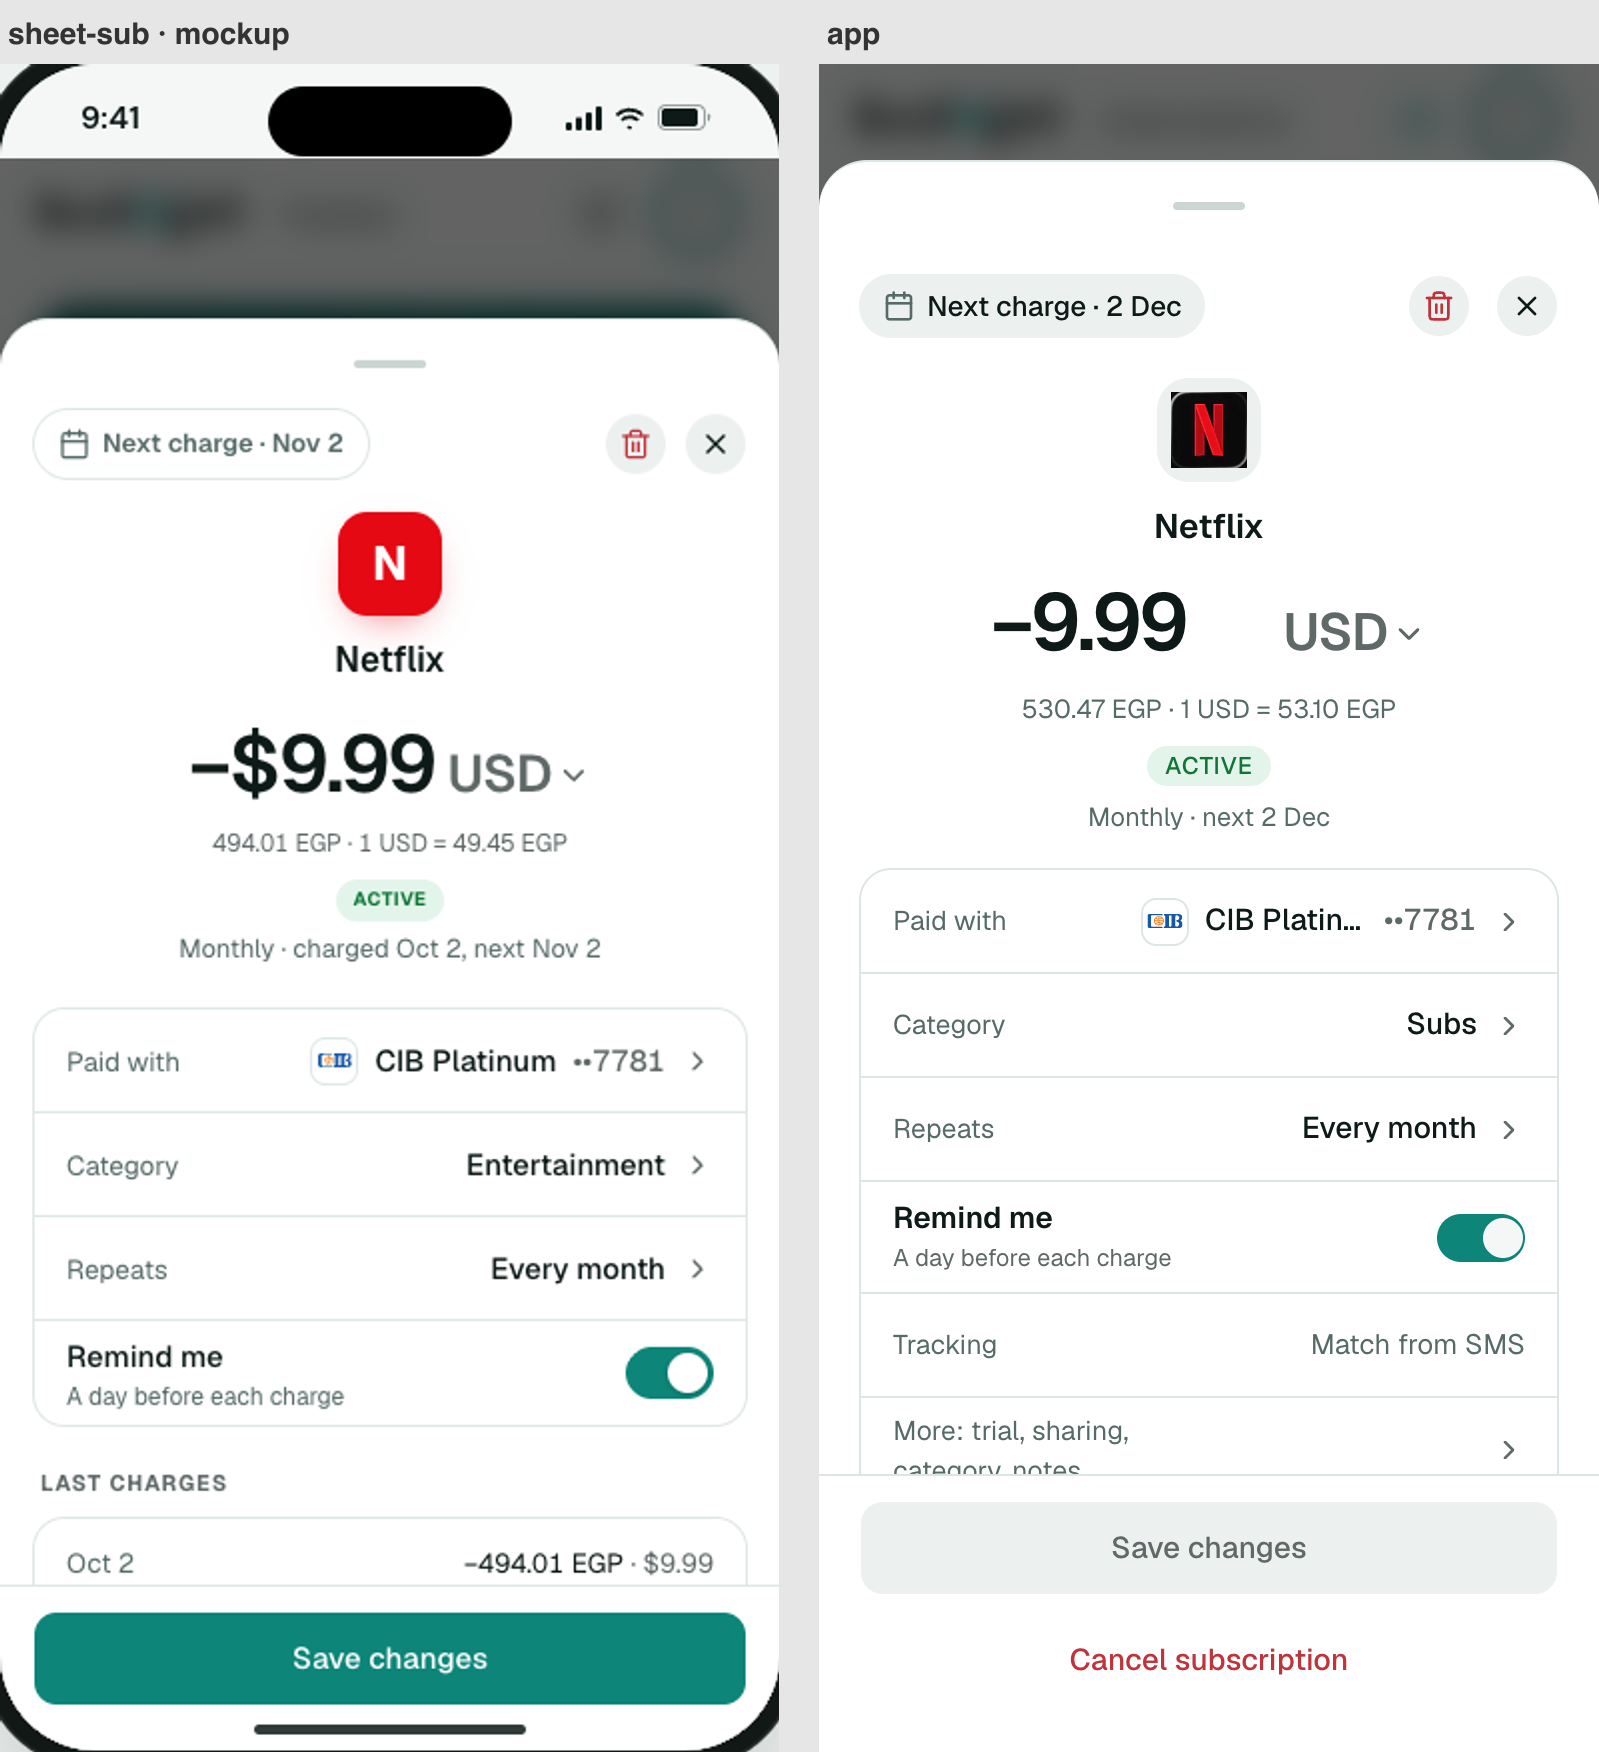 sheet-sub · mockup
9:41
Next charge · Nov 2
N
Netflix
–$9.99 USD
494.01 EGP · 1 USD = 49.45 EGP
ACTIVE
Monthly · charged Oct 2, next Nov 2
Paid with CIB CIB Platinum ••7781
Category Entertainment
Repeats Every month
Remind me
A day before each charge
LAST CHARGES
Oct 2 –494.01 EGP · $9.99
Save changes
app
Next charge · 2 Dec
N
Netflix
–9.99 USD
530.47 EGP · 1 USD = 53.10 EGP
ACTIVE
Monthly · next 2 Dec
Paid with CIB CIB Platin... ••7781
Category Subs
Repeats Every month
Remind me
A day before each charge
Tracking Match from SMS
More: trial, sharing,
category, notes
Save changes
Cancel subscription